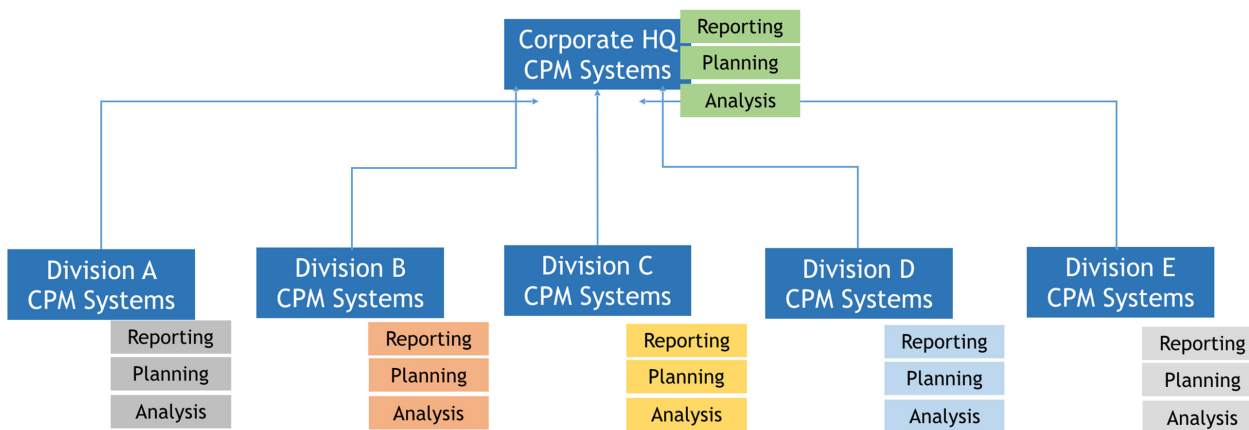 Corporate HQ
CPM Systems
Reporting
Planning
Analysis
Division A
CPM Systems
Reporting
Planning
Analysis
Division B
CPM Systems
Reporting
Planning
Analysis
Division C
CPM Systems
Reporting
Planning
Analysis
Division D
CPM Systems
Reporting
Planning
Analysis
Division E
CPM Systems
Reporting
Planning
Analysis